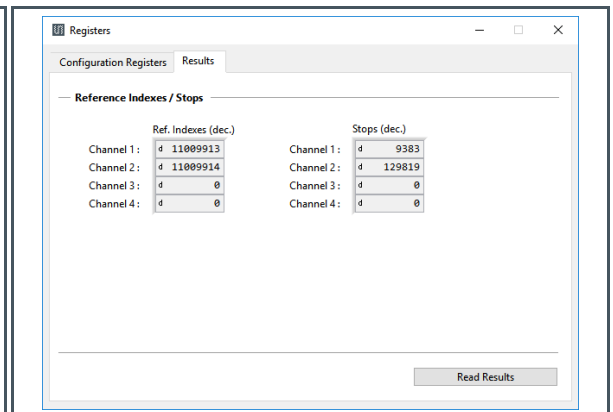 Registers
Configuration Registers Results
Reference Indexes / Stops
Ref. Indexes (dec.) Stops (dec.)
Channel 1 : d 11009913 Channel 1 : d 9383
Channel 2 : d 11009914 Channel 2 : d 129819
Channel 3 : d 0 Channel 3 : d 0
Channel 4 : d 0 Channel 4 : d 0
Read Results